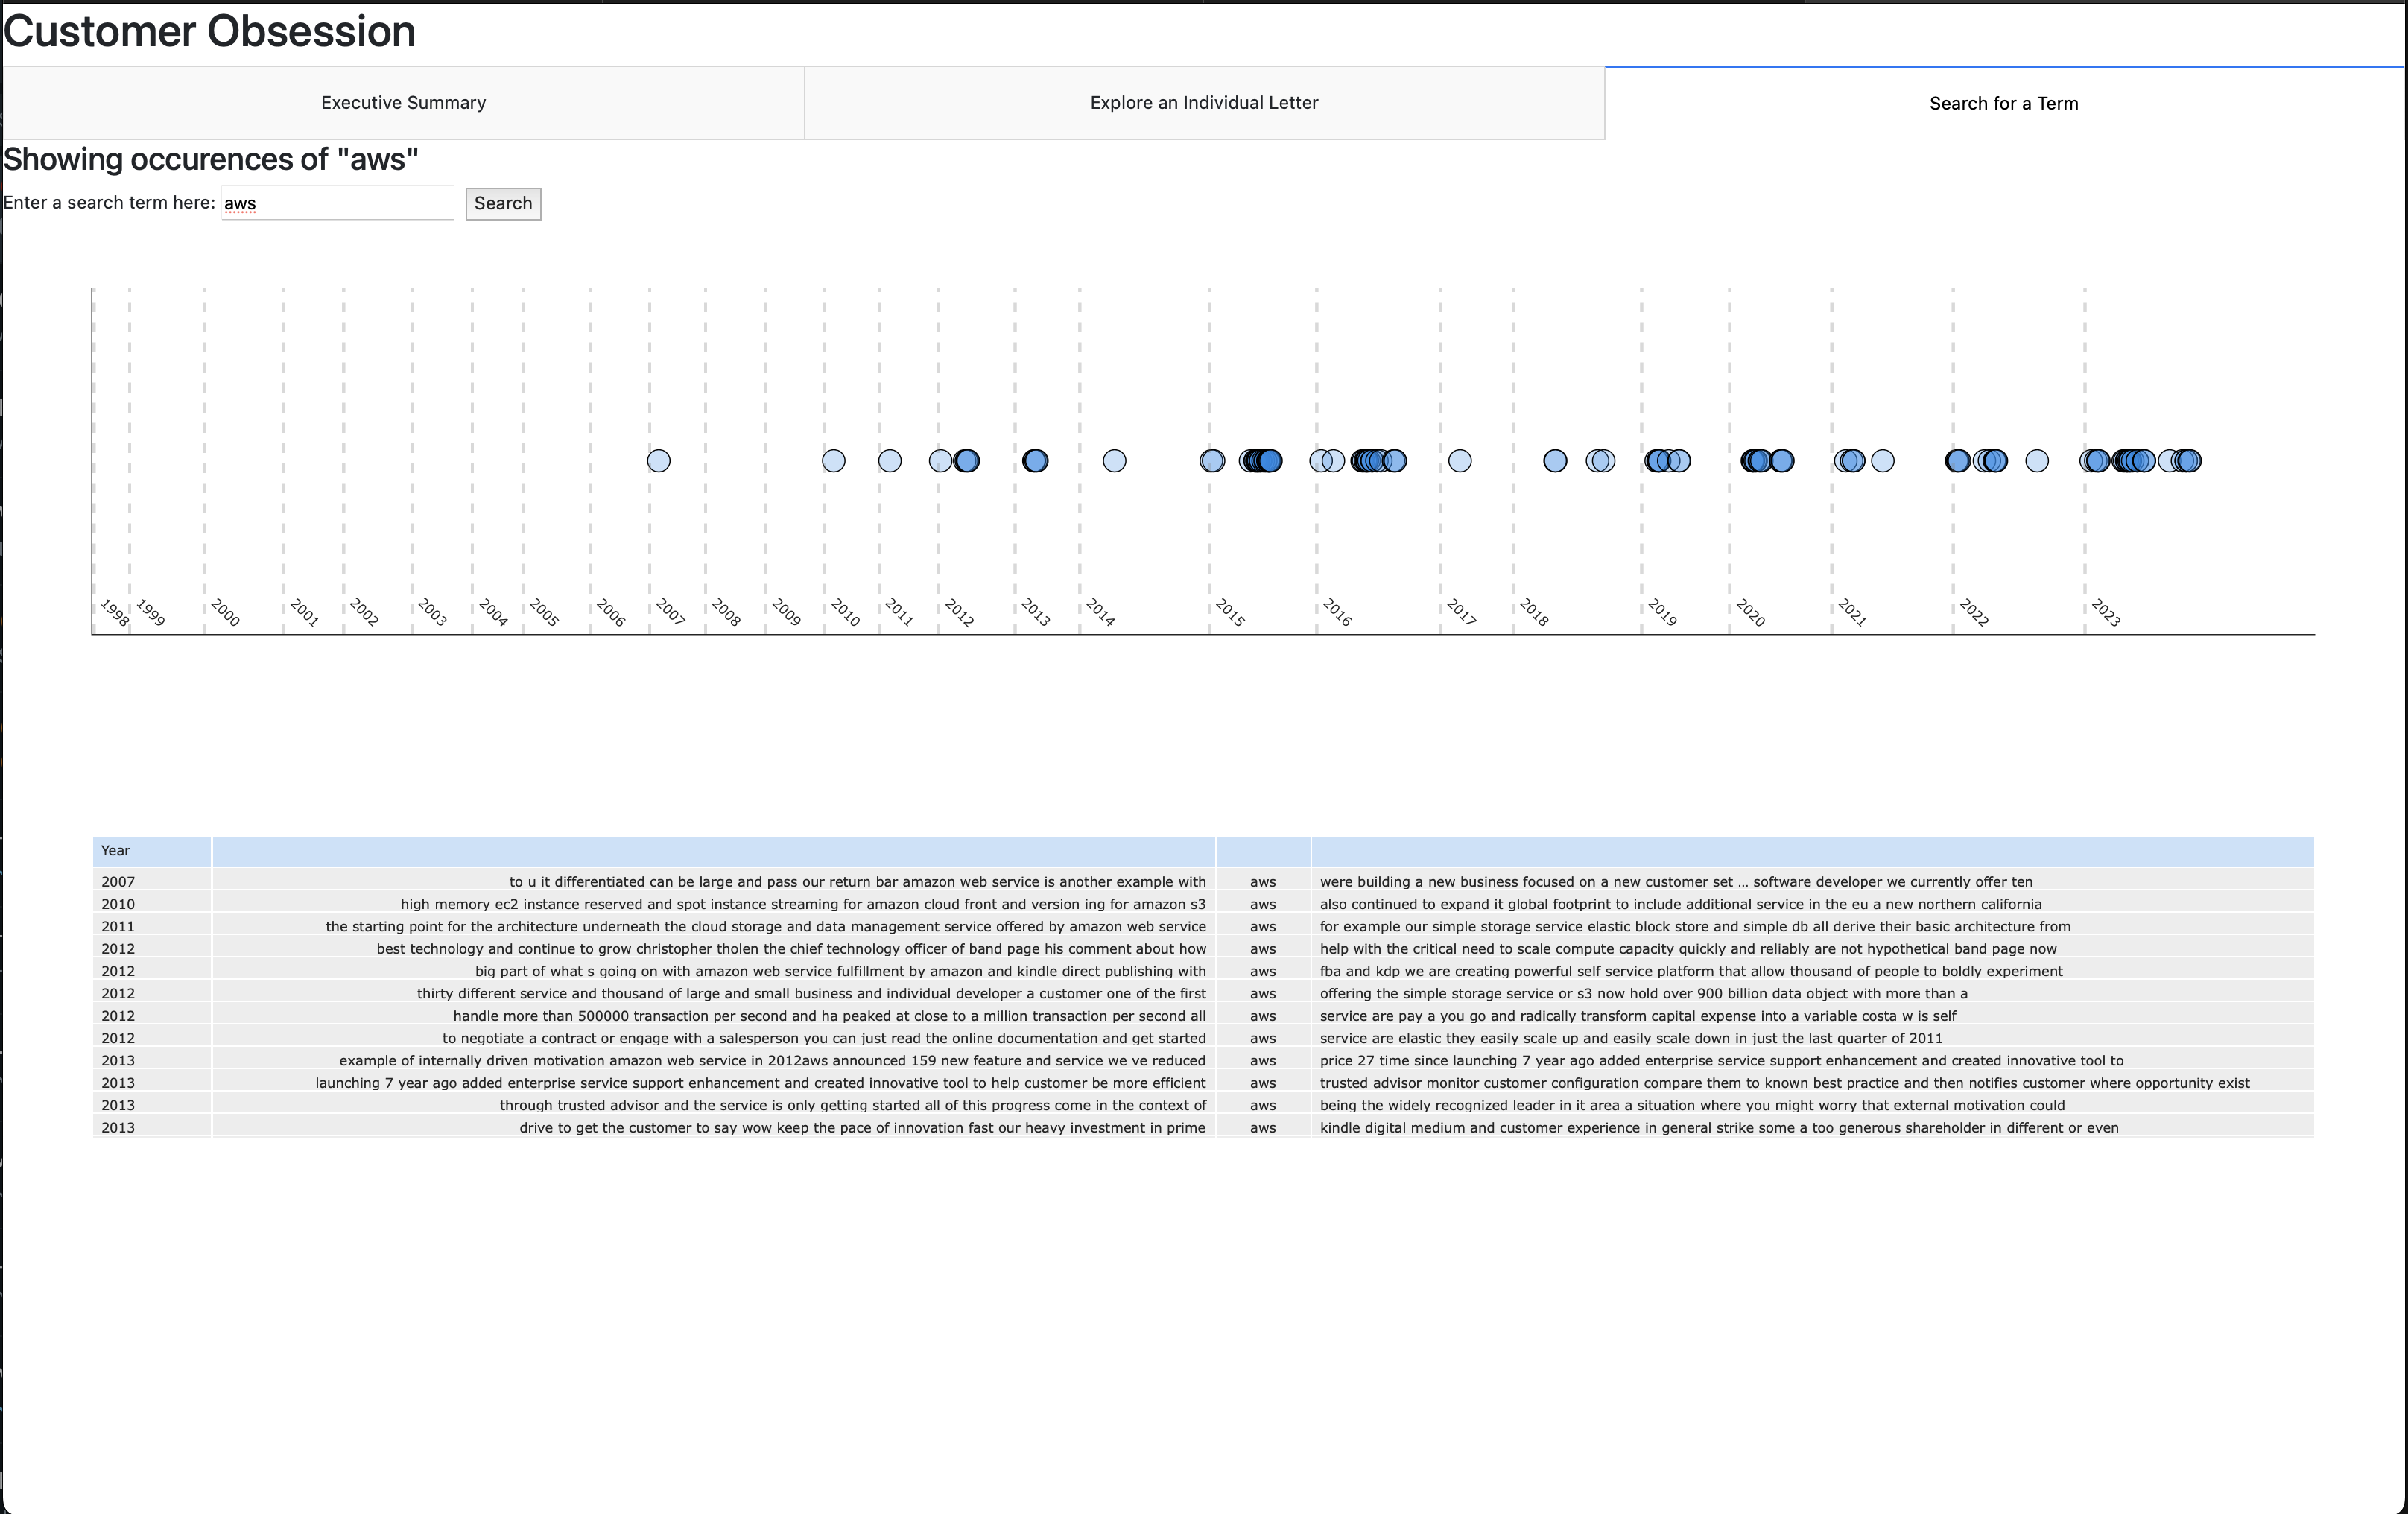 Customer Obsession
Executive Summary
Explore an Individual Letter
Search for a Term
Showing occurences of "aws"
Enter a search term here: aws Search
1998 1999 2000 2001 2002 2003 2004 2005 2006 2007 2008 2009 2010 2011 2012 2013 2014 2015 2016 2017 2018 2019 2020 2021 2022 2023
Year
2007 to u it differentiated can be large and pass our return bar amazon web service is another example with aws were building a new business focused on a new customer set ... software developer we currently offer ten
2010 high memory ec2 instance reserved and spot instance streaming for amazon cloud front and version ing for amazon s3 aws also continued to expand it global footprint to include additional service in the eu a new northern california
2011 the starting point for the architecture underneath the cloud storage and data management service offered by amazon web service aws for example our simple storage service elastic block store and simple db all derive their basic architecture from
2012 best technology and continue to grow christopher tholen the chief technology officer of band page his comment about how aws help with the critical need to scale compute capacity quickly and reliably are not hypothetical band page now
2012 big part of what s going on with amazon web service fulfillment by amazon and kindle direct publishing with aws fba and kdp we are creating powerful self service platform that allow thousand of people to boldly experiment
2012 thirty different service and thousand of large and small business and individual developer a customer one of the first aws offering the simple storage service or s3 now hold over 900 billion data object with more than a
2012 handle more than 500000 transaction per second and ha peaked at close to a million transaction per second all aws service are pay a you go and radically transform capital expense into a variable costa w is self
2012 to negotiate a contract or engage with a salesperson you can just read the online documentation and get started aws service are elastic they easily scale up and easily scale down in just the last quarter of 2011
2013 example of internally driven motivation amazon web service in 2012aws announced 159 new feature and service we ve reduced aws price 27 time since launching 7 year ago added enterprise service support enhancement and created innovative tool to
2013 launching 7 year ago added enterprise service support enhancement and created innovative tool to help customer be more efficient aws trusted advisor monitor customer configuration compare them to known best practice and then notifies customer where opportunity exist
2013 through trusted advisor and the service is only getting started all of this progress come in the context of aws being the widely recognized leader in it area a situation where you might worry that external motivation could
2013 drive to get the customer to say wow keep the pace of innovation fast our heavy investment in prime aws kindle digital medium and customer experience in general strike some a too generous shareholder in different or even